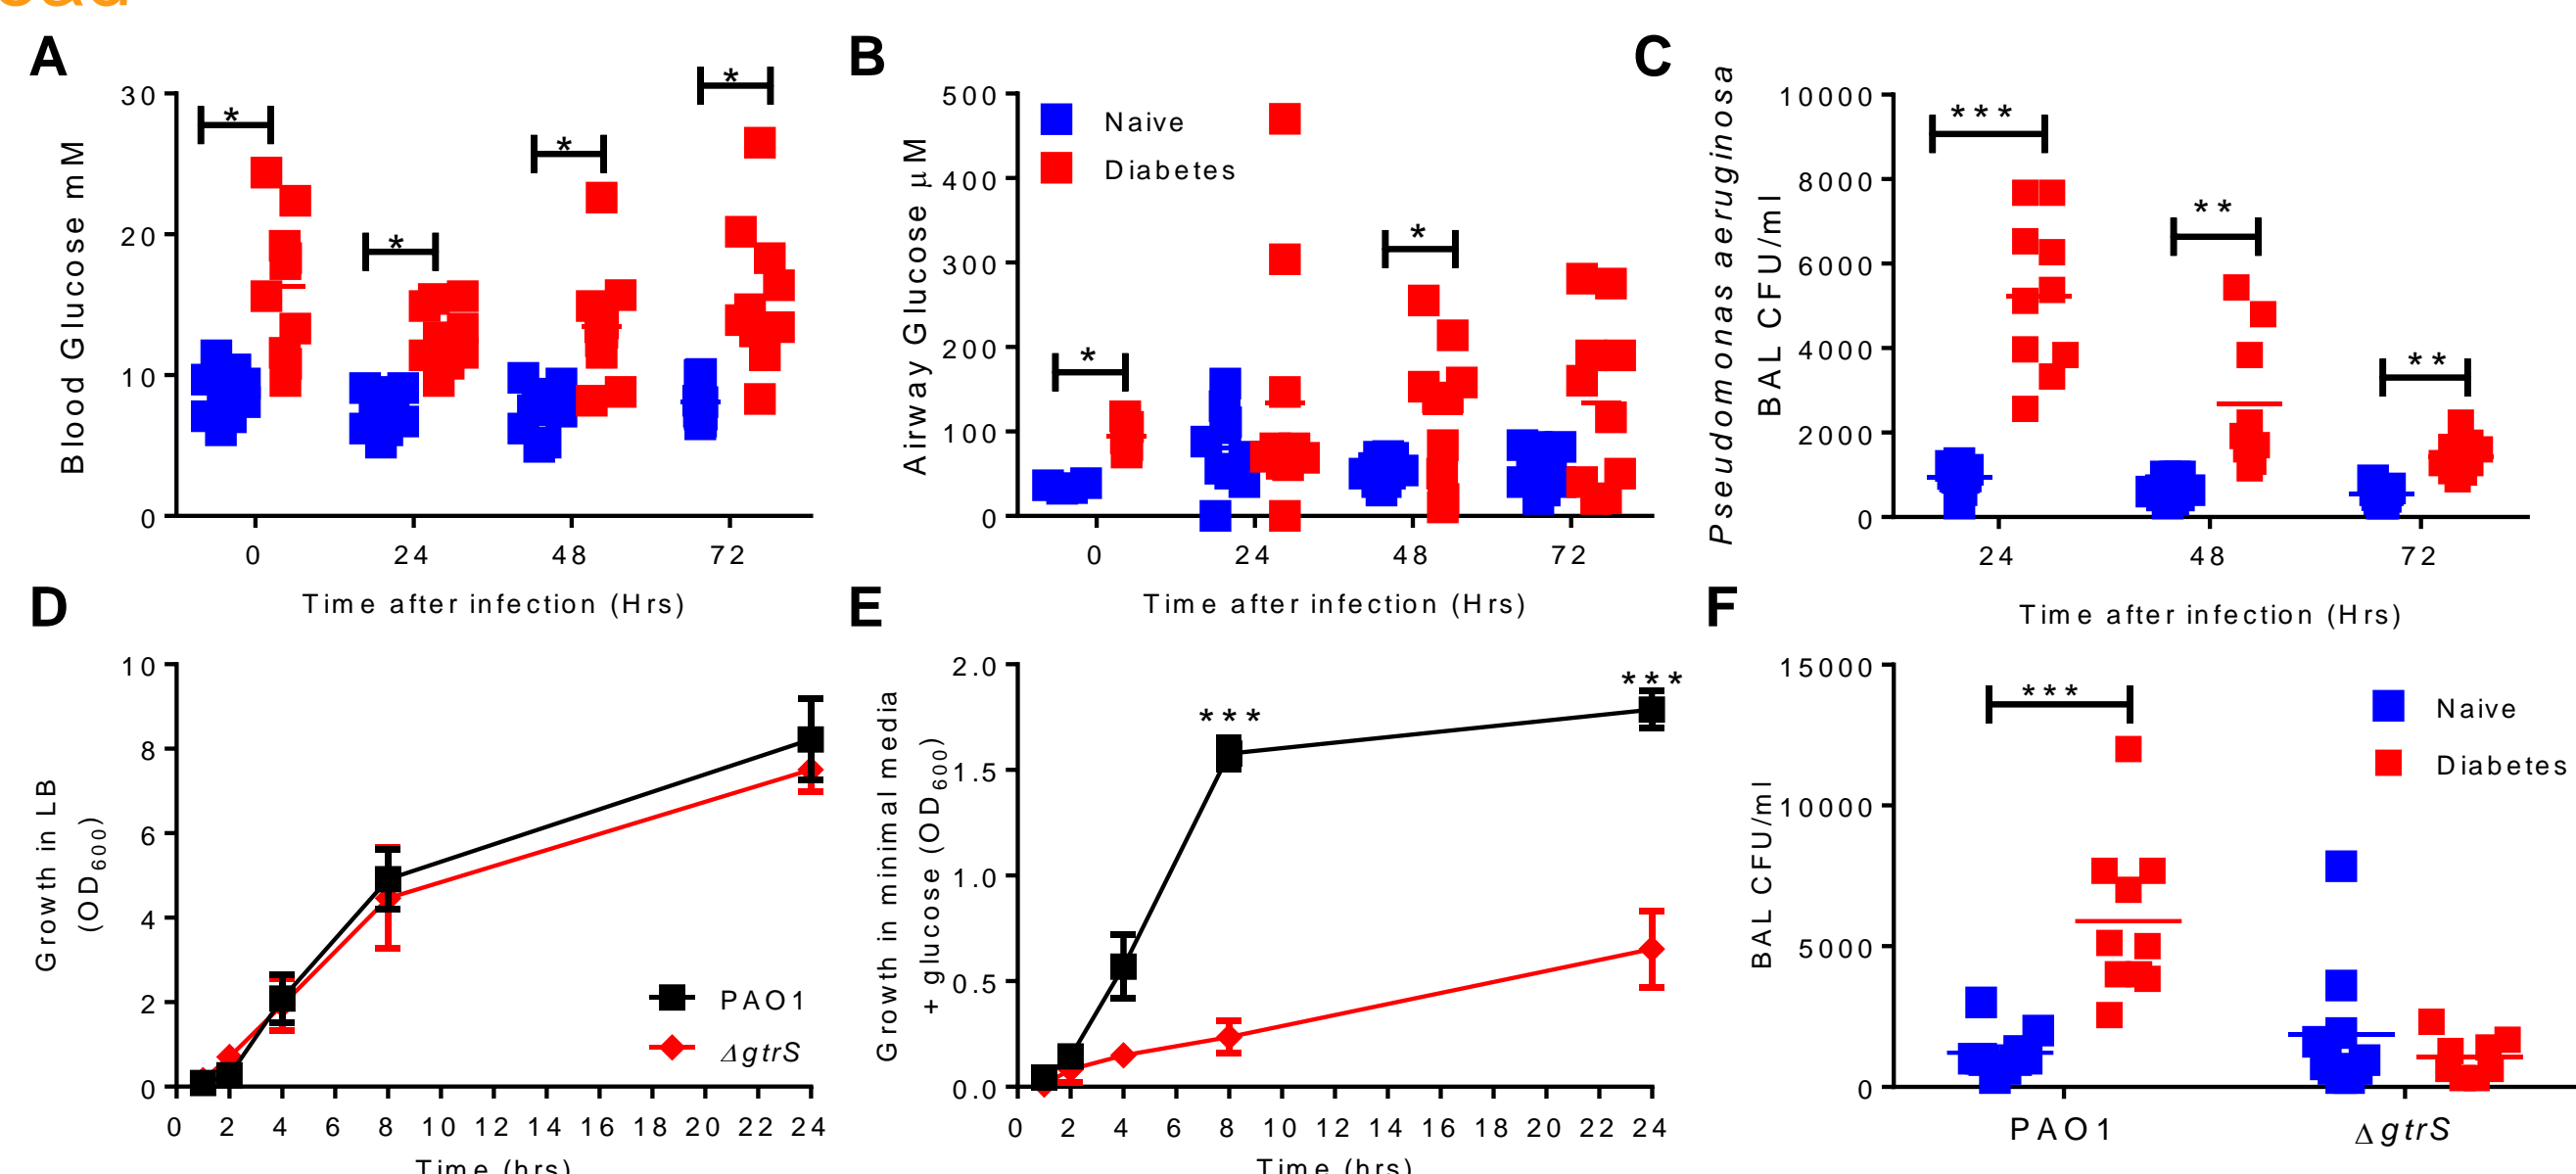 A
Blood Glucose mM
30
20
10
0
*
*
*
*
0 24 48 72
Time after infection (Hrs)
B
Airway Glucose μM
500
400
300
200
100
0
Naive
Diabetes
*
*
0 24 48 72
Time after infection (Hrs)
C
Pseudomonas aeruginosa
BAL CFU/ml
10000
8000
6000
4000
2000
0
***
**
**
24 48 72
Time after infection (Hrs)
D
Growth in LB
(OD600)
10
8
6
4
2
0
PAO1
ΔgtrS
0 2 4 6 8 10 12 14 16 18 20 22 24
Time (hrs)
E
Growth in minimal media
+ glucose (OD600)
2.0
1.5
1.0
0.5
0.0
***
***
0 2 4 6 8 10 12 14 16 18 20 22 24
Time (hrs)
F
BAL CFU/ml
15000
10000
5000
0
***
Naive
Diabetes
PAO1 ΔgtrS